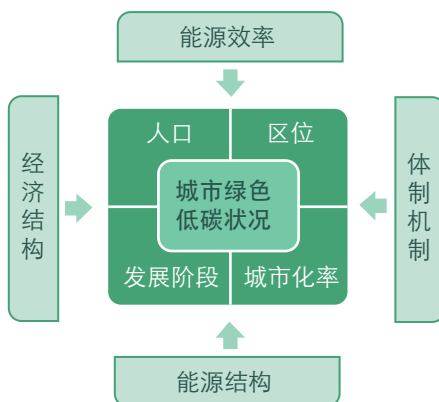 能源效率
人口
区位
经济结构
城市绿色
低碳状况
体制机制
发展阶段
城市化率
能源结构